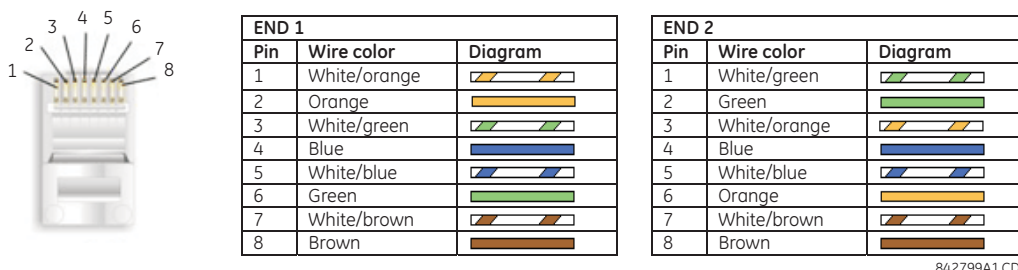 1 2 3 4 5 6 7 8
END 1
Pin Wire color Diagram
1 White/orange
2 Orange
3 White/green
4 Blue
5 White/blue
6 Green
7 White/brown
8 Brown
END 2
Pin Wire color Diagram
1 White/green
2 Green
3 White/orange
4 Blue
5 White/blue
6 Orange
7 White/brown
8 Brown
842799A1.CD